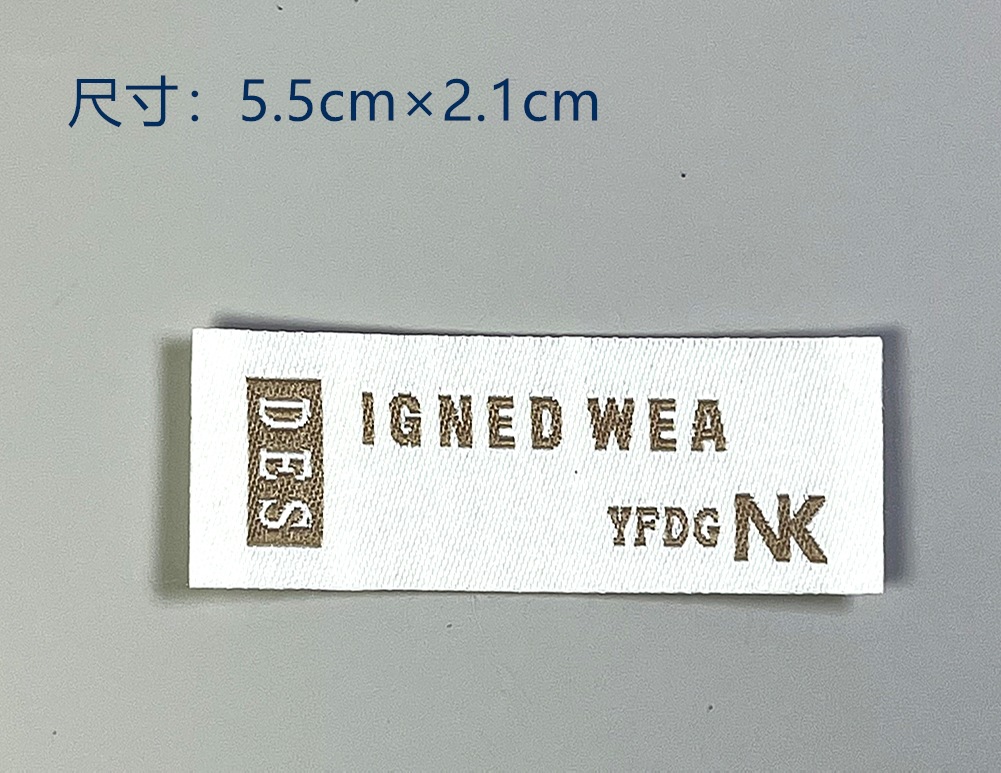 尺寸：5.5cm×2.1cm
DES
IGNED WEA
YFDG NK